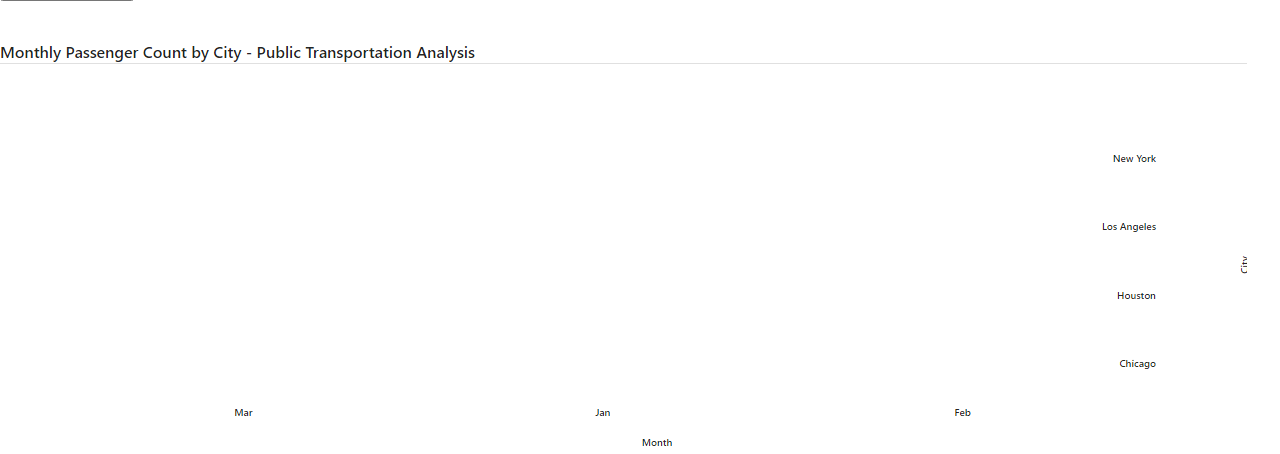 Monthly Passenger Count by City - Public Transportation Analysis
New York
Los Angeles
City
Houston
Chicago
Mar Jan Feb
Month